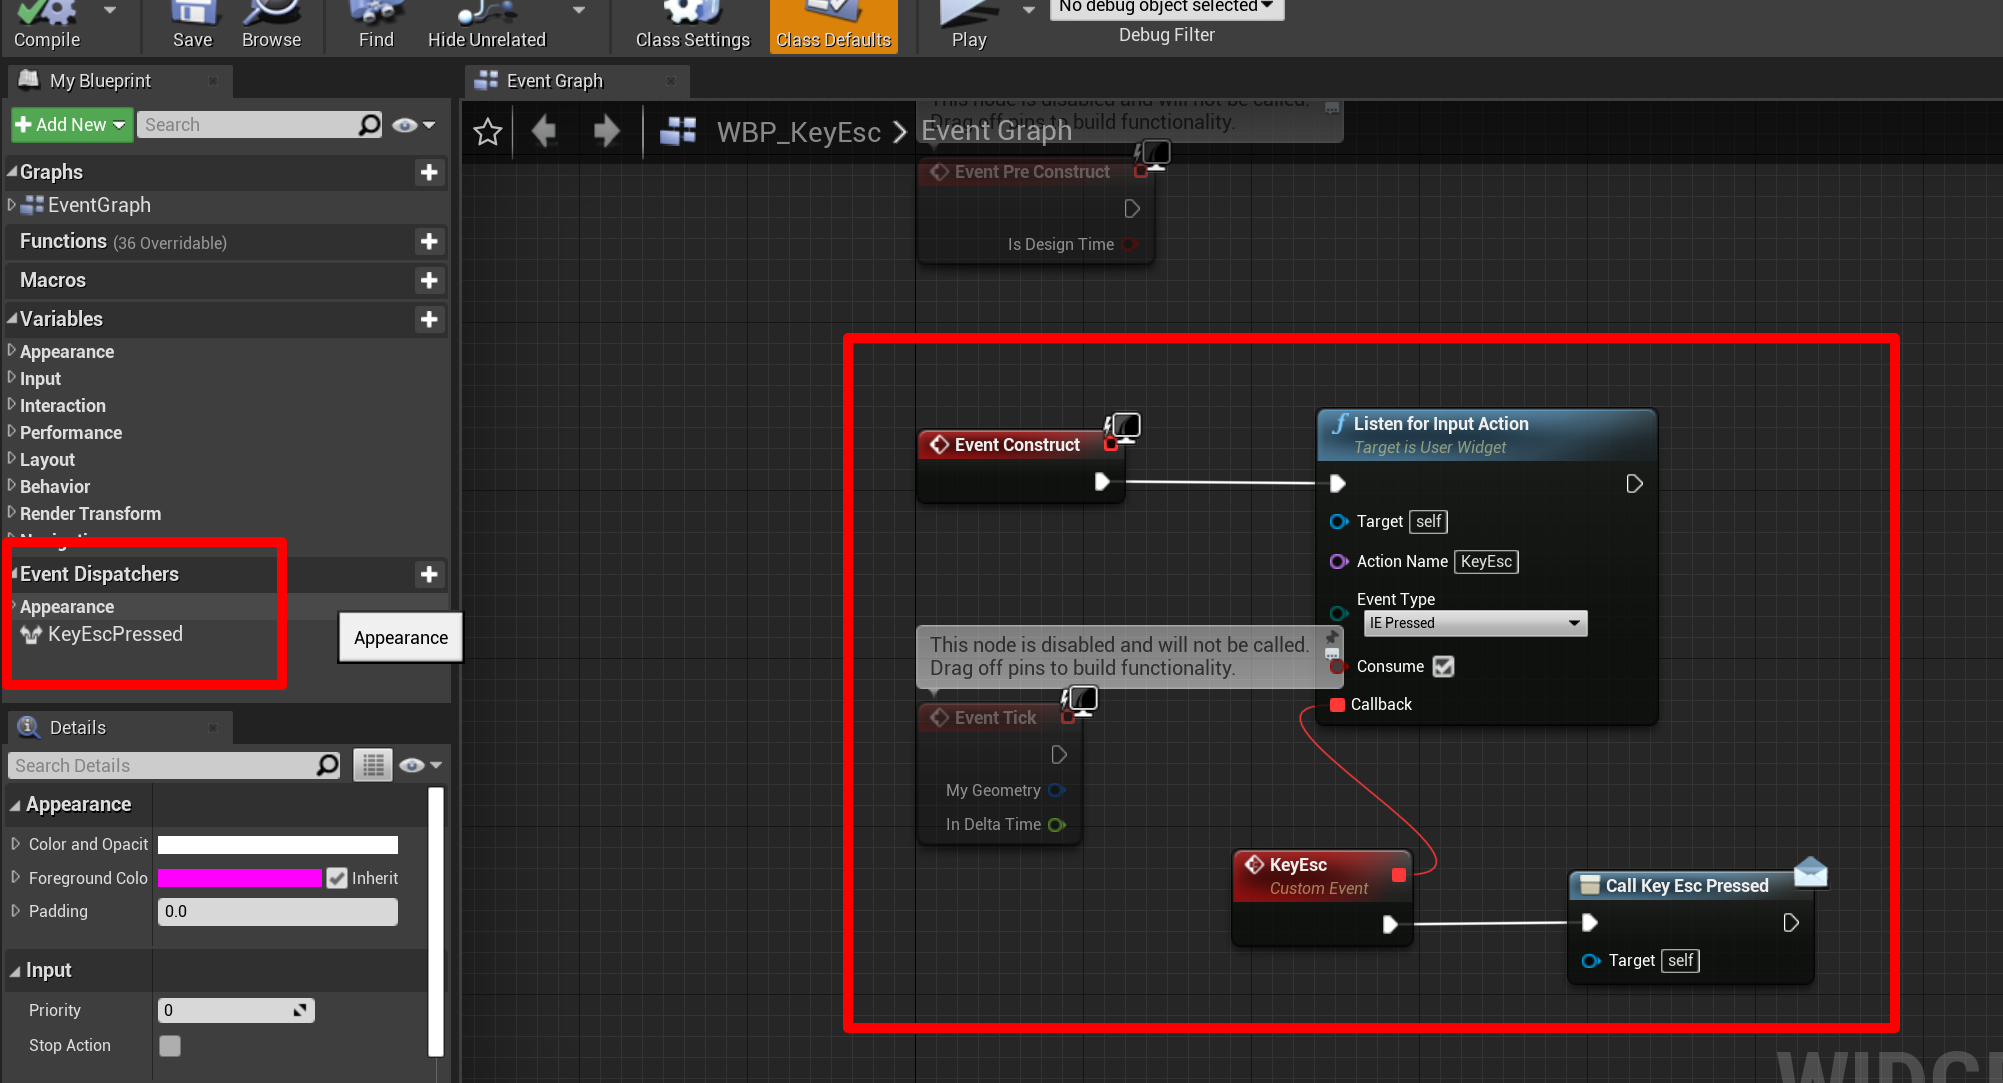 Compile
Save
Browse
Find
Hide Unrelated
Class Settings
Class Defaults
Play
No debug object selected
Debug Filter
My Blueprint
Event Graph
Add New
Search
WBP_KeyEsc
Event Graph
This node is disabled and will not be called.
Drag off pins to build functionality.
Graphs
EventGraph
Functions (36 Overridable)
Macros
Variables
Appearance
Input
Interaction
Performance
Layout
Behavior
Render Transform
Event Dispatchers
Appearance
KeyEscPressed
Appearance
Event Pre Construct
Is Design Time
Event Construct
Listen for Input Action
Target is User Widget
Target self
Action Name KeyEsc
Event Type
IE Pressed
Consume
Callback
This node is disabled and will not be called.
Drag off pins to build functionality.
Event Tick
My Geometry
In Delta Time
KeyEsc
Custom Event
Call Key Esc Pressed
Target self
Details
Search Details
Appearance
Color and Opacit
Foreground Colo
Inherit
Padding
0.0
Input
Priority
0
Stop Action